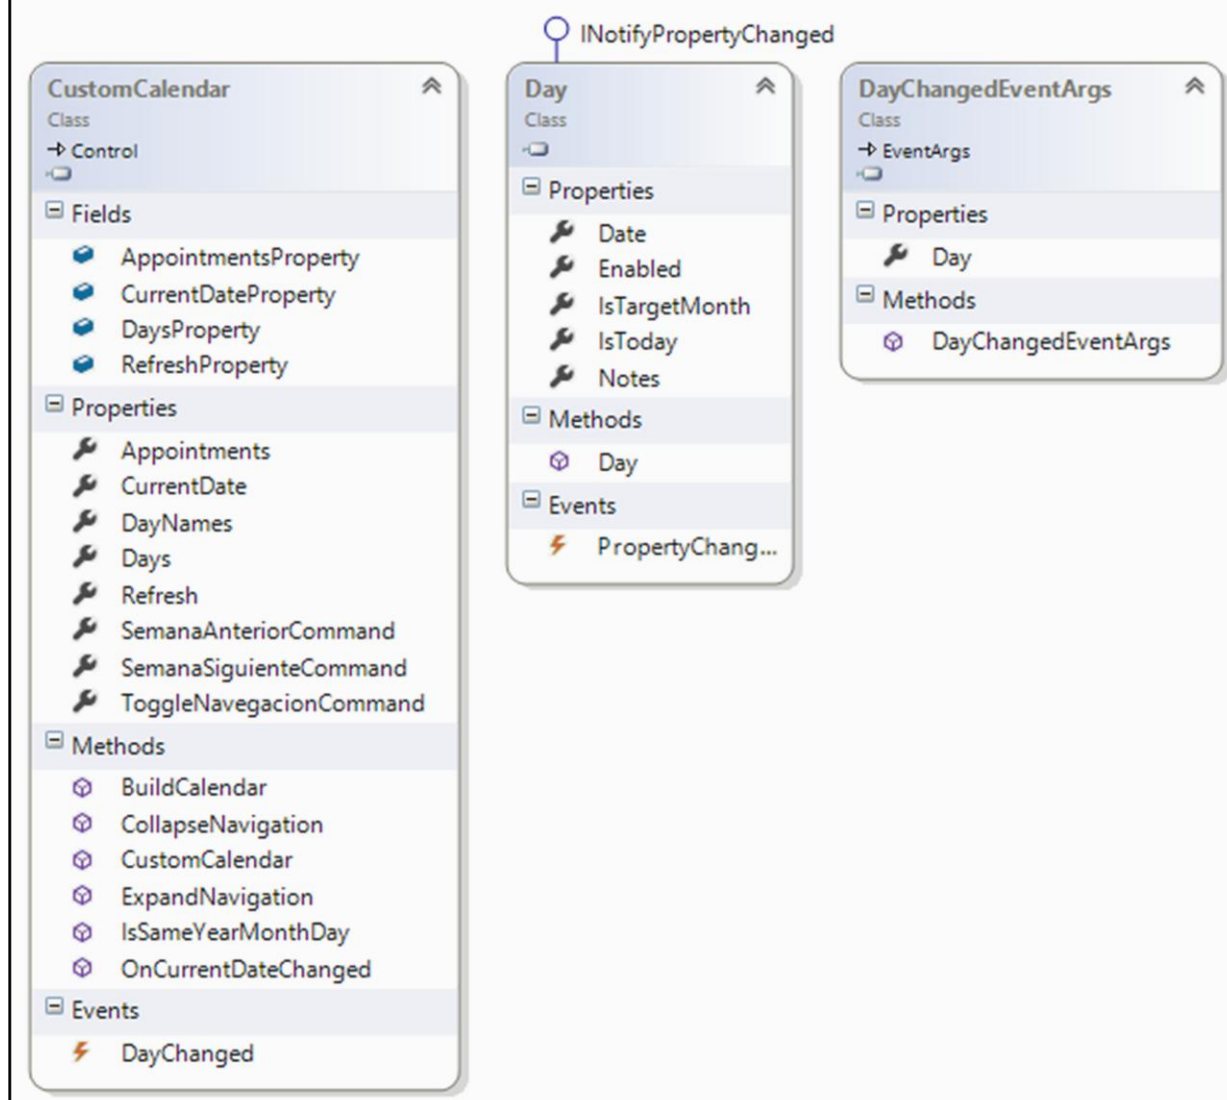 INotifyPropertyChanged
CustomCalendar
Class
Control
Fields
AppointmentsProperty
CurrentDateProperty
DaysProperty
RefreshProperty
Properties
Appointments
CurrentDate
DayNames
Days
Refresh
SemanaAnteriorCommand
SemanaSiguienteCommand
ToggleNavegacionCommand
Methods
BuildCalendar
CollapseNavigation
CustomCalendar
ExpandNavigation
IsSameYearMonthDay
OnCurrentDateChanged
Events
DayChanged
Day
Class
Properties
Date
Enabled
IsTargetMonth
IsToday
Notes
Methods
Day
Events
PropertyChang...
DayChangedEventArgs
Class
EventArgs
Properties
Day
Methods
DayChangedEventArgs